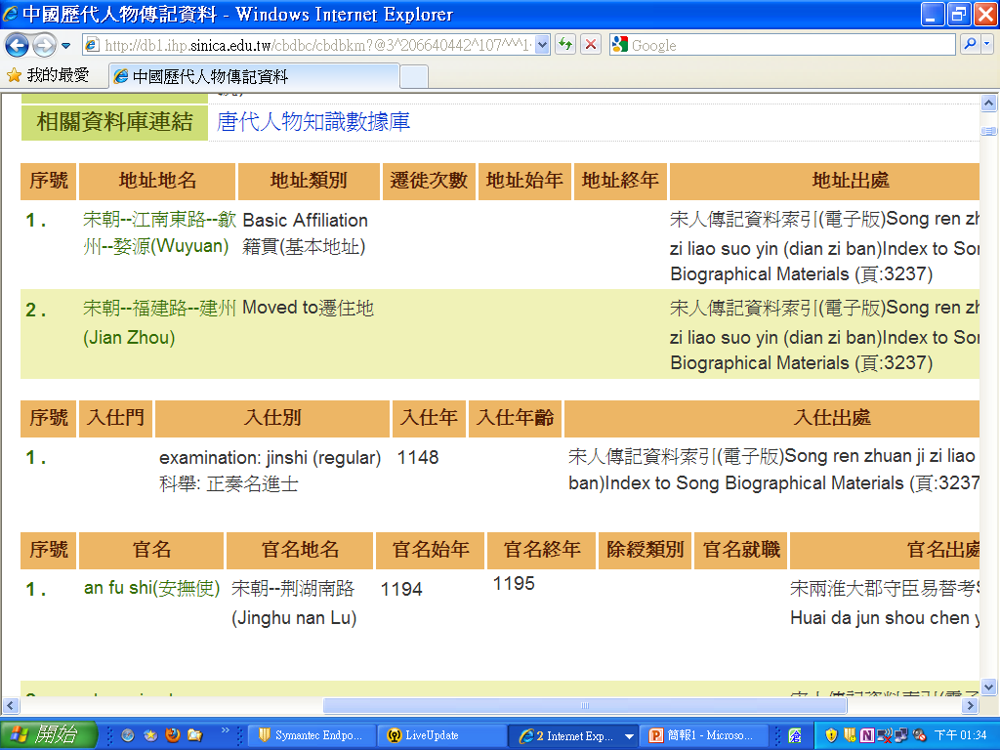 中國歷代人物傳記資料 - Windows Internet Explorer
http://db1.ihp.sinica.edu.tw/cbdbc/cbdbkm?@3^206640442^107^^^1
Google
我的最愛
中國歷代人物傳記資料
相關資料庫連結 唐代人物知識數據庫
序號 地址地名 地址類別 遷徙次數 地址始年 地址終年 地址出處
1 . 宋朝--江南東路--歙 Basic Affiliation 宋人傳記資料索引(電子版)Song ren zh
州--婺源(Wuyuan) 籍貫(基本地址) zi liao suo yin (dian zi ban)Index to Son
Biographical Materials (頁:3237)
2 . 宋朝--福建路--建州 Moved to遷住地 宋人傳記資料索引(電子版)Song ren zh
(Jian Zhou) zi liao suo yin (dian zi ban)Index to Son
Biographical Materials (頁:3237)
序號 入仕門 入仕別 入仕年 入仕年齡 入仕出處
1 . examination: jinshi (regular) 1148 宋人傳記資料索引(電子版)Song ren zhuan ji zi liao
科舉: 正奏名進士 ban)Index to Song Biographical Materials (頁:3237
序號 官名 官名地名 官名始年 官名終年 除授類別 官名就職 官名出處
1 . an fu shi(安撫使) 宋朝--荆湖南路 1194 1195 宋兩淮大郡守臣易替考
(Jinghu nan Lu) Huai da jun shou chen y
開始
Symantec Endpo...
LiveUpdate
2 Internet Exp...
簡報1 - Microso...
倉
下午 01:34